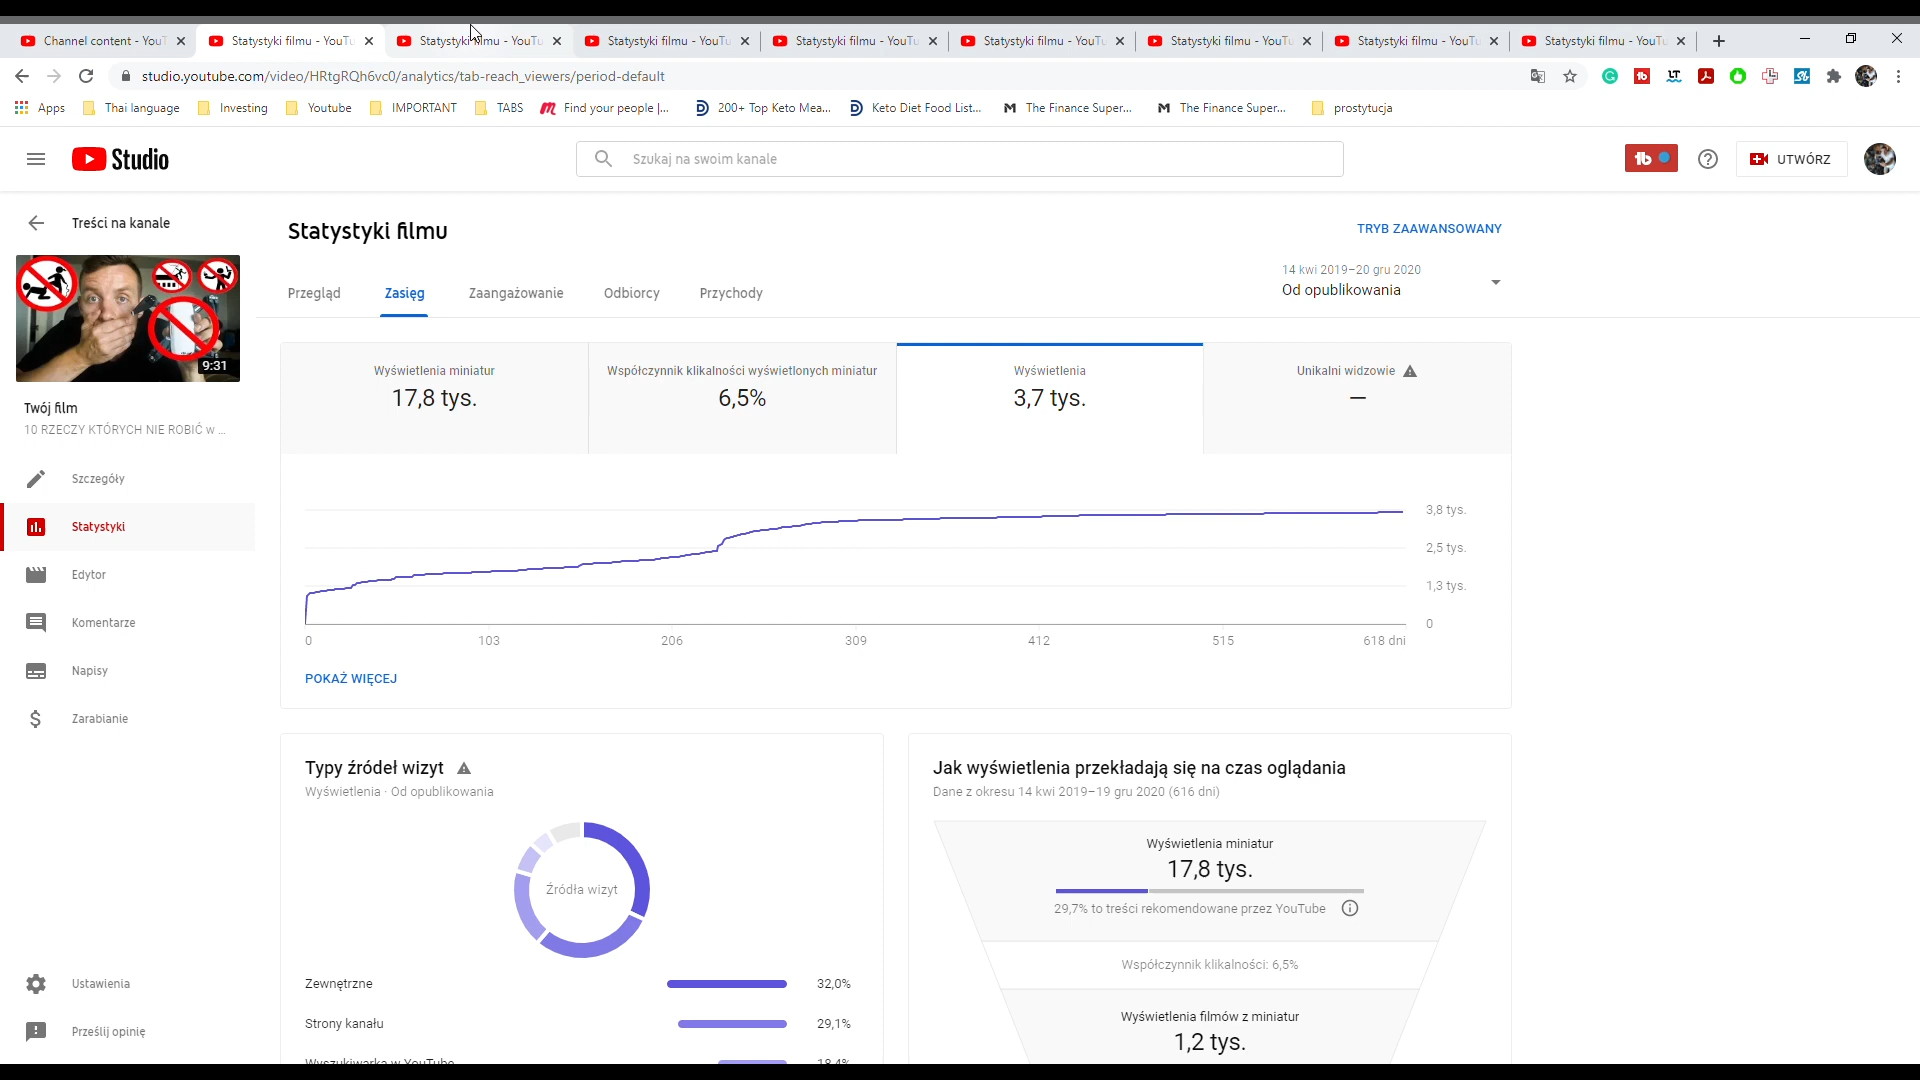 Channel content - YouT
Statystyki filmu - YouTu
Statystyki filmu - YouTu
Statystyki filmu - YouTu
Statystyki filmu - YouTu
Statystyki filmu - YouTu
Statystyki filmu - YouTu
Statystyki filmu - YouTu
Statystyki filmu - YouTu
studio.youtube.com/video/HRtgRQh6vc0/analytics/tab-reach_viewers/period-default
Apps
Thai language
Investing
Youtube
IMPORTANT
TABS
Find your people |...
200+ Top Keto Mea...
Keto Diet Food List...
The Finance Super...
The Finance Super...
prostytucja
Studio
Szukaj na swoim kanale
UTWÓRZ
Treści na kanale
Statystyki filmu
TRYB ZAAWANSOWANY
14 kwi 2019–20 gru 2020
Od opublikowania
Przegląd
Zasięg
Zaangażowanie
Odbiorcy
Przychody
9:31
Twój film
10 RZECZY KTÓRYCH NIE ROBIĆ w ...
Szczegóły
Statystyki
Edytor
Komentarze
Napisy
Zarabianie
Ustawienia
Prześlij opinię
Wyświetlenia miniatur
17,8 tys.
Współczynnik klikalności wyświetlonych miniatur
6,5%
Wyświetlenia
3,7 tys.
Unikalni widzowie
—
3,8 tys.
2,5 tys.
1,3 tys.
0
0 103 206 309 412 515 618 dni
POKAŻ WIĘCEJ
Typy źródeł wizyt
Wyświetlenia · Od opublikowania
Źródła wizyt
Zewnętrzne 32,0%
Strony kanału 29,1%
Wyszukiwarka w YouTube 18,4%
Jak wyświetlenia przekładają się na czas oglądania
Dane z okresu 14 kwi 2019–19 gru 2020 (616 dni)
Wyświetlenia miniatur
17,8 tys.
29,7% to treści rekomendowane przez YouTube
Współczynnik klikalności: 6,5%
Wyświetlenia filmów z miniatur
1,2 tys.